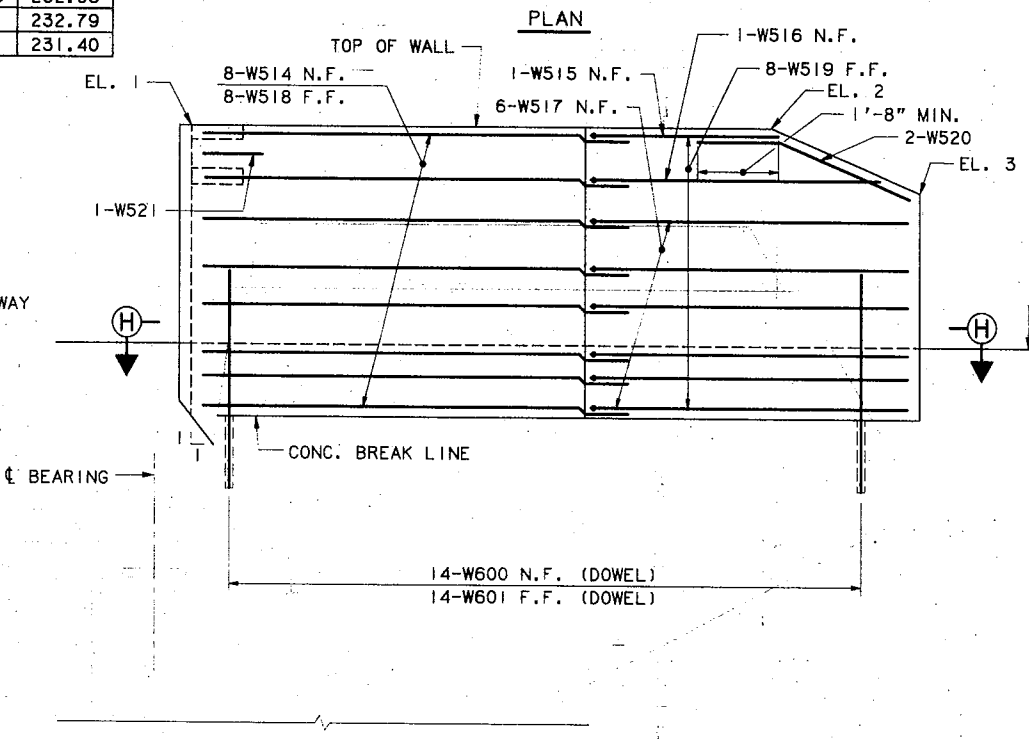 232.79
231.40
PLAN
TOP OF WALL
1-W516 N.F.
EL. 1
8-W514 N.F.
8-W518 F.F.
1-W515 N.F.
8-W519 F.F.
6-W517 N.F.
EL. 2
1'-8" MIN.
2-W520
EL. 3
1-W521
WAY
H
H
1
1
CONC. BREAK LINE
℄ BEARING
14-W600 N.F. (DOWEL)
14-W601 F.F. (DOWEL)